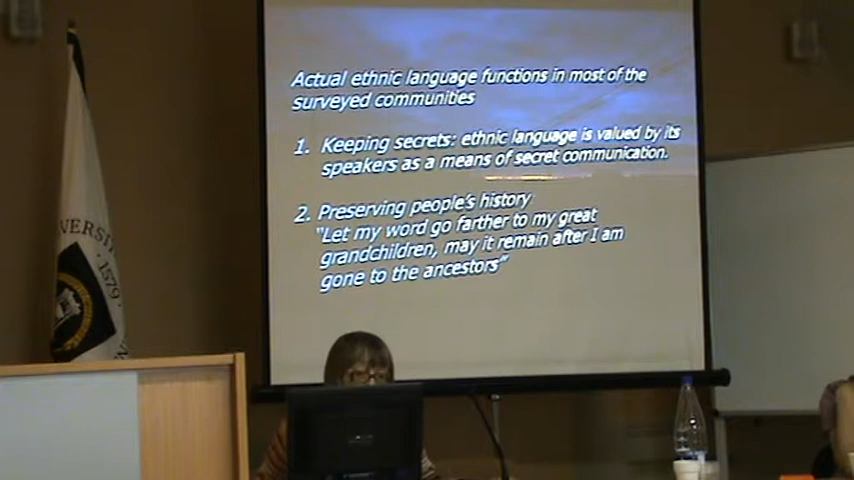 Actual ethnic language functions in most of the
surveyed communities
1. Keeping secrets: ethnic language is valued by its
speakers as a means of secret communication.
2. Preserving people's history
"Let my word go farther to my great
grandchildren, may it remain after I am
gone to the ancestors"
VERSIT
· 1579 ·